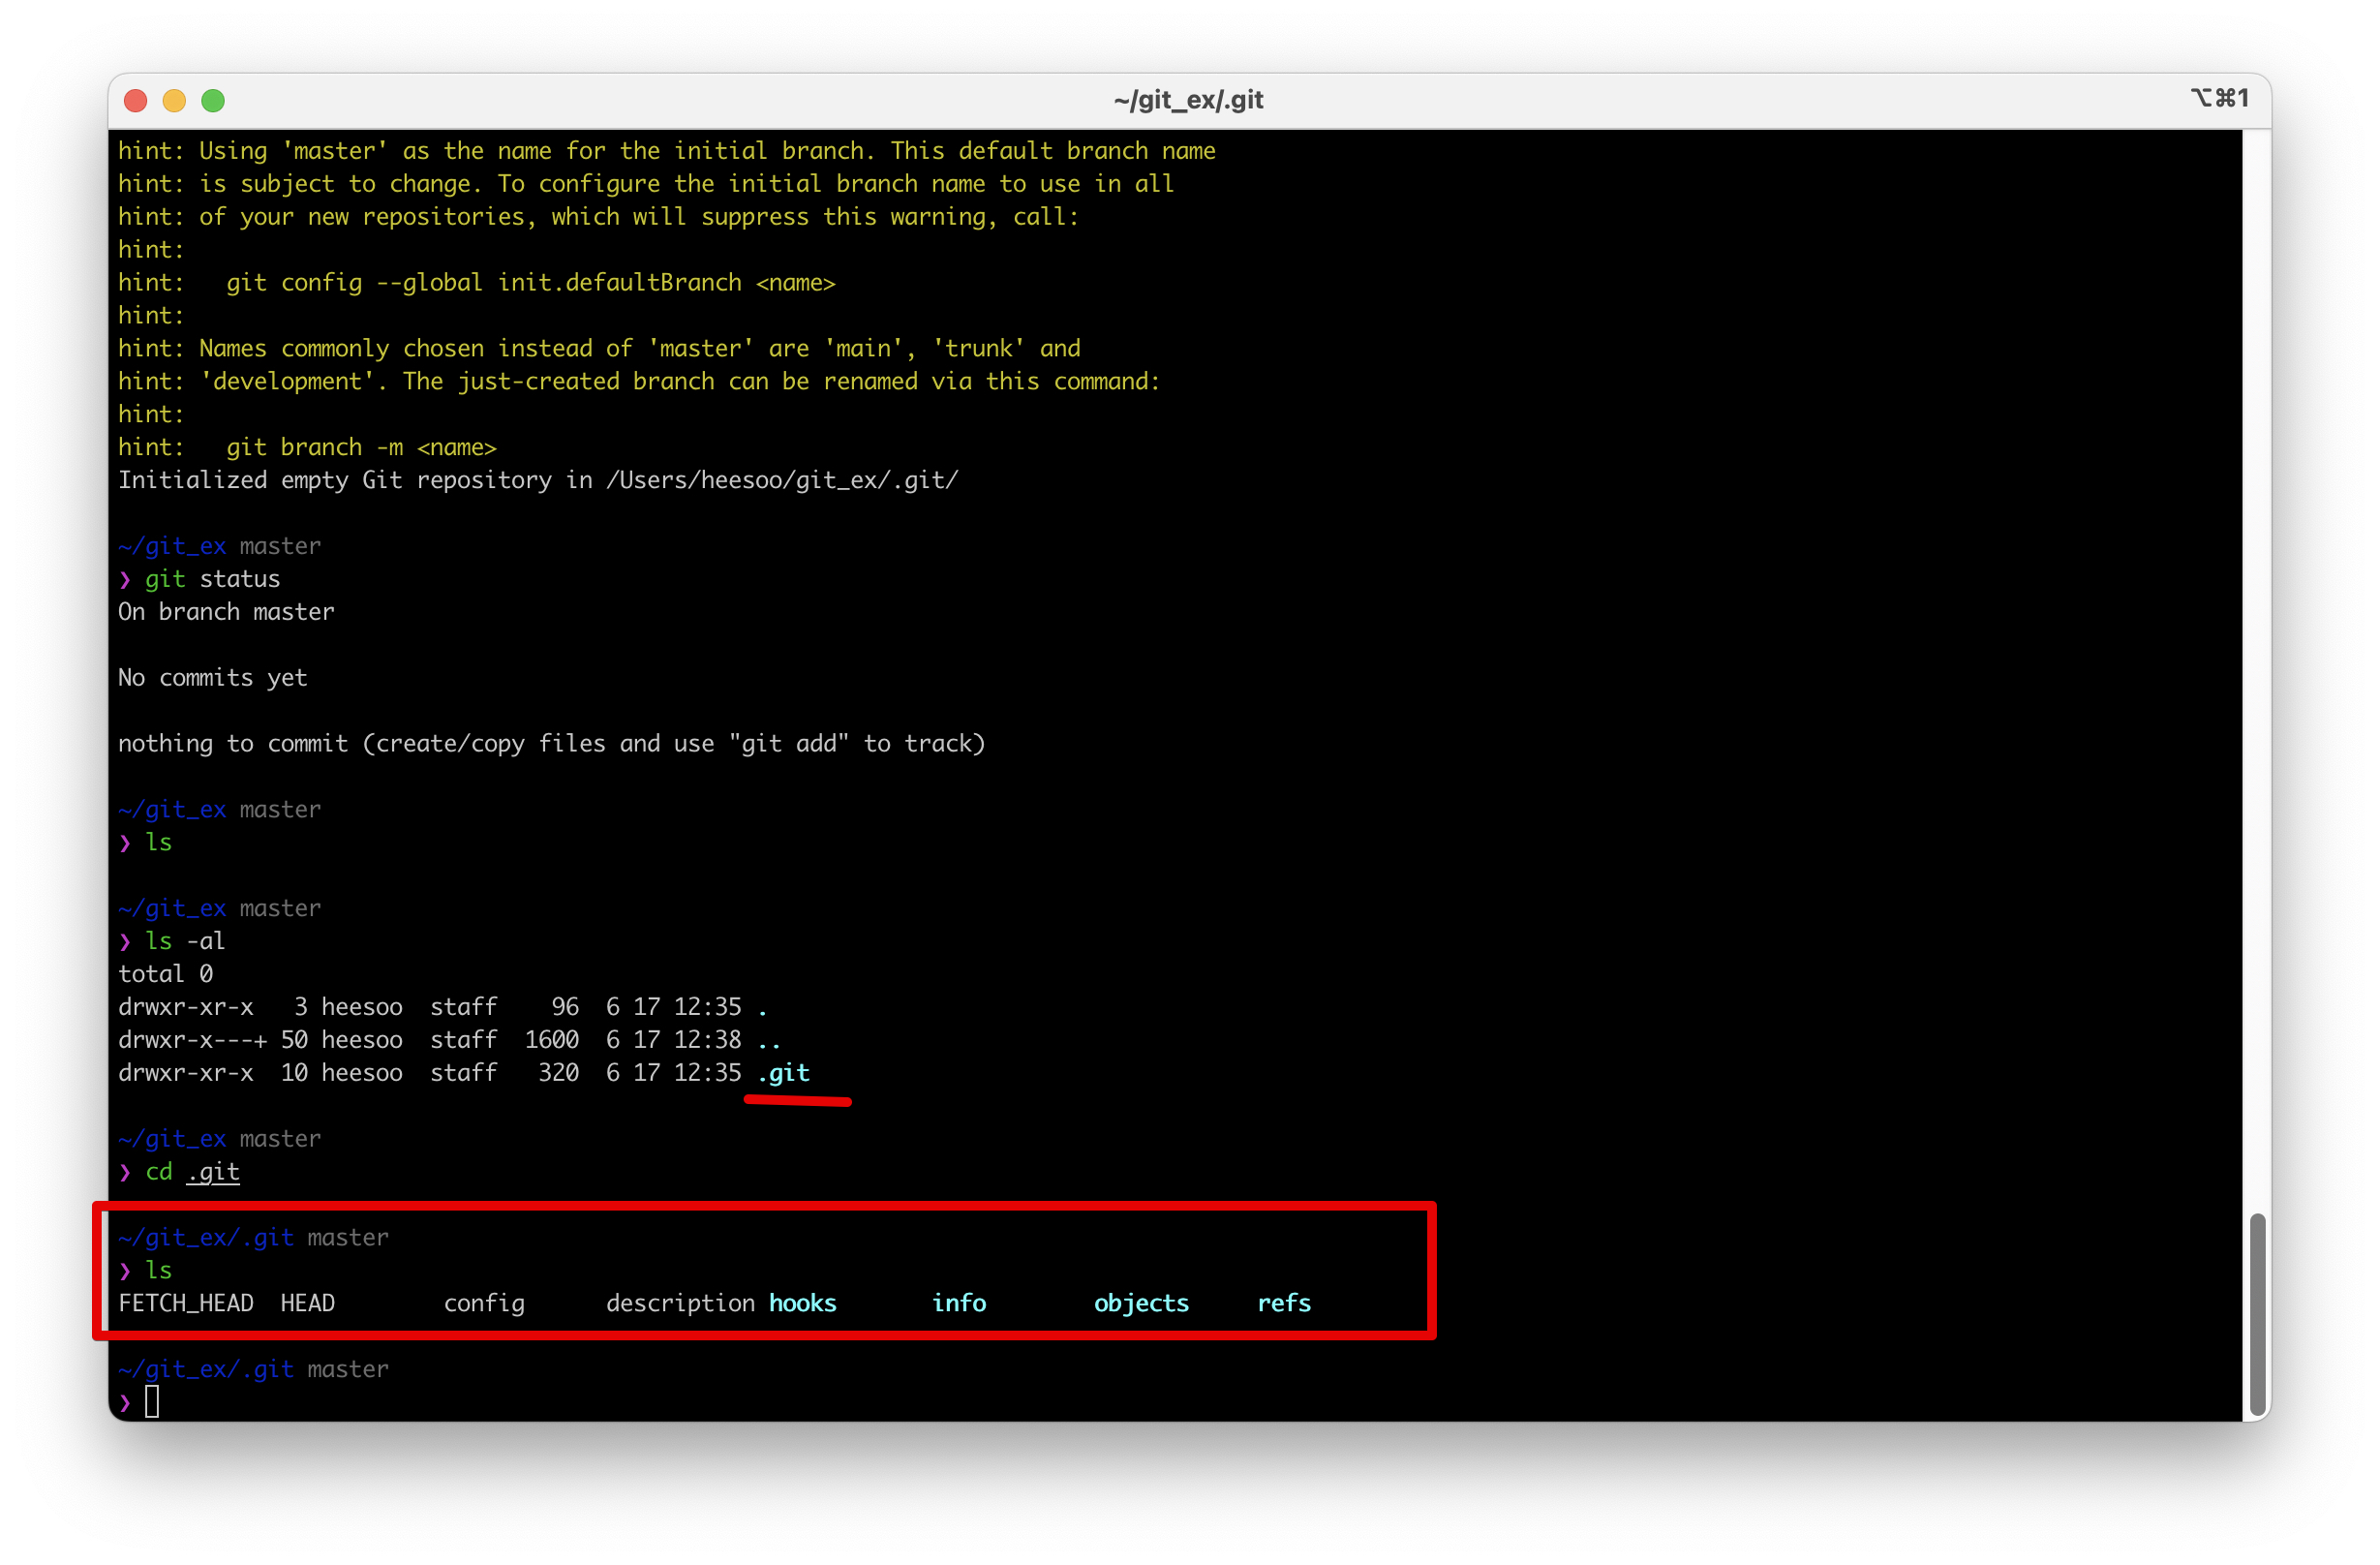 ~/git_ex/.git
⌥⌘1
hint: Using 'master' as the name for the initial branch. This default branch name
hint: is subject to change. To configure the initial branch name to use in all
hint: of your new repositories, which will suppress this warning, call:
hint:
hint:   git config --global init.defaultBranch <name>
hint:
hint: Names commonly chosen instead of 'master' are 'main', 'trunk' and
hint: 'development'. The just-created branch can be renamed via this command:
hint:
hint:   git branch -m <name>
Initialized empty Git repository in /Users/heesoo/git_ex/.git/
~/git_ex master
❯ git status
On branch master
No commits yet
nothing to commit (create/copy files and use "git add" to track)
~/git_ex master
❯ ls
~/git_ex master
❯ ls -al
total 0
drwxr-xr-x   3 heesoo  staff    96  6 17 12:35 .
drwxr-x---+ 50 heesoo  staff  1600  6 17 12:38 ..
drwxr-xr-x  10 heesoo  staff   320  6 17 12:35 .git
~/git_ex master
❯ cd .git
~/git_ex/.git master
❯ ls
FETCH_HEAD  HEAD        config      description hooks       info        objects     refs
~/git_ex/.git master
❯